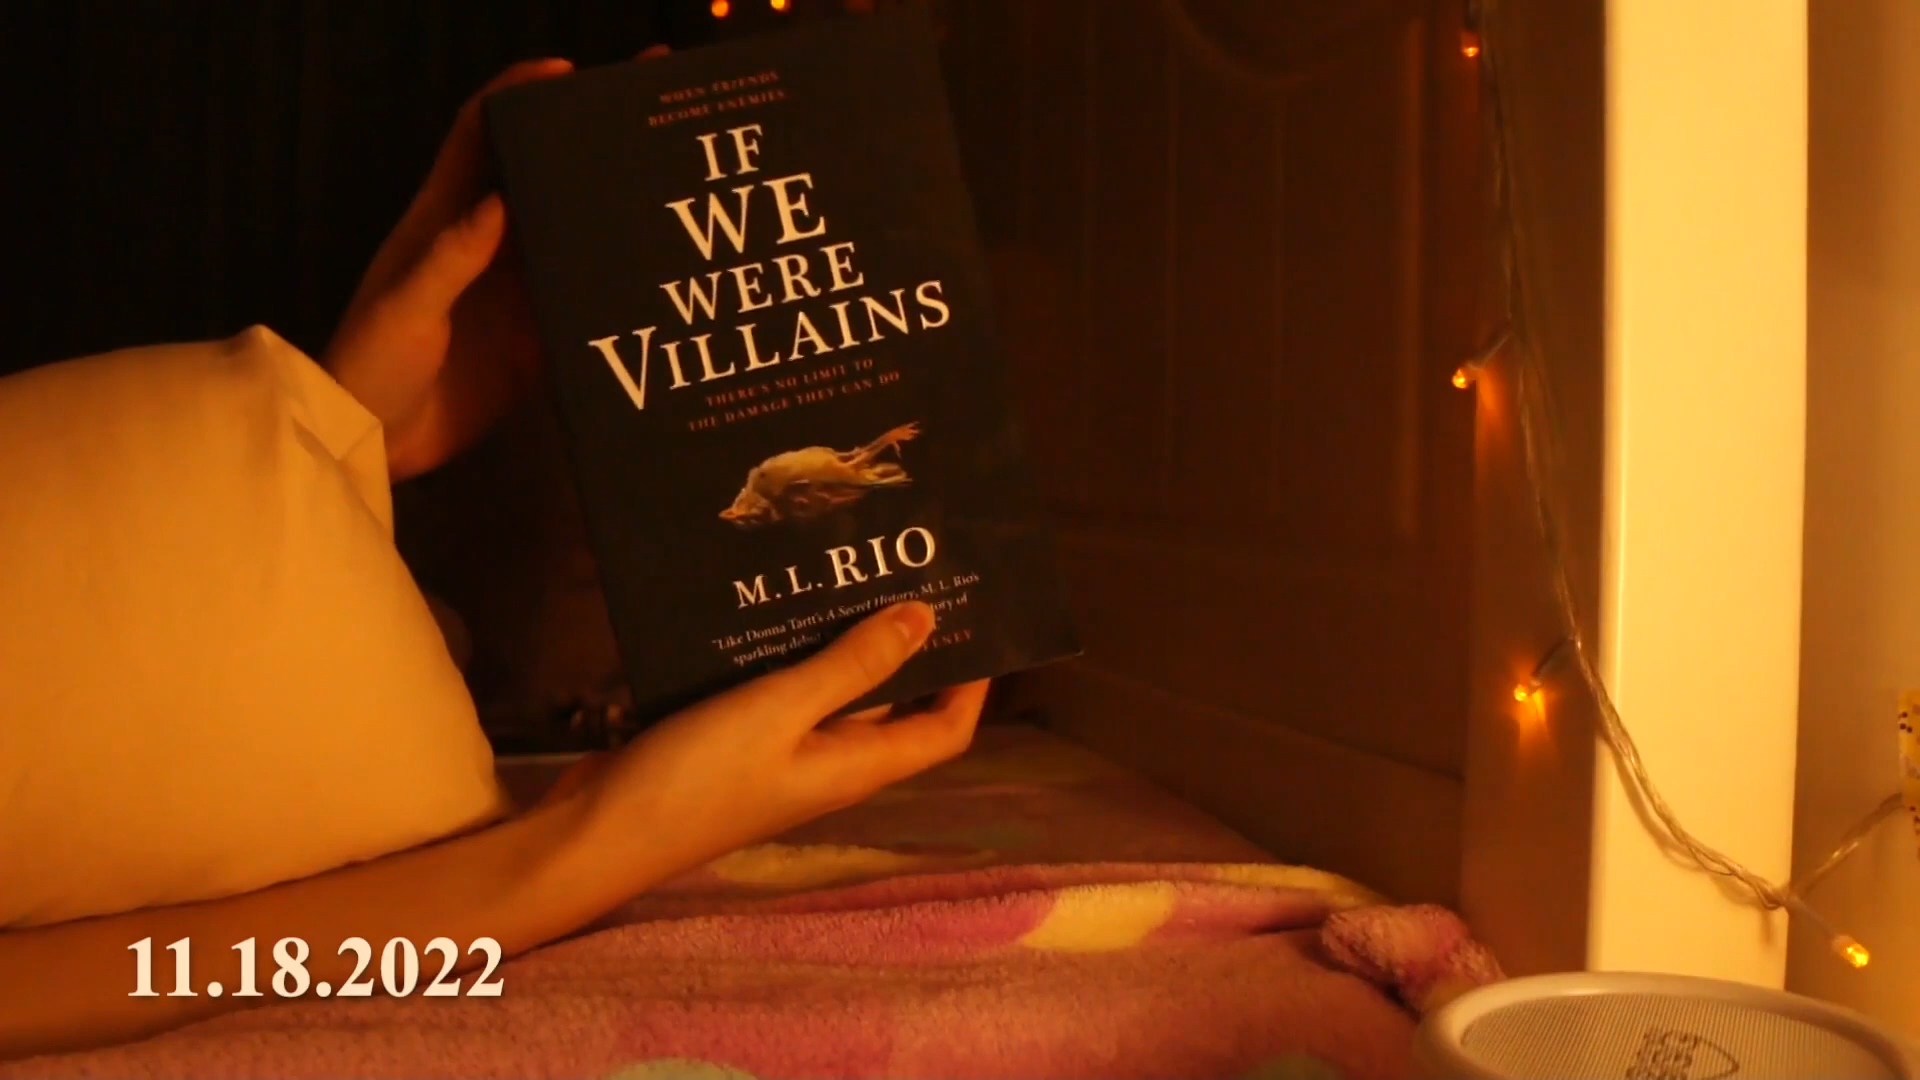 WHEN FRIENDS
BECOME ENEMIES
IF
WE
WERE
VILLAINS
THERE'S NO LIMIT TO
THE DAMAGE THEY CAN DO
M. L. RIO
"Like Donna Tartt's A Secret History, M. L. Rio's
sparkling debut
11.18.2022